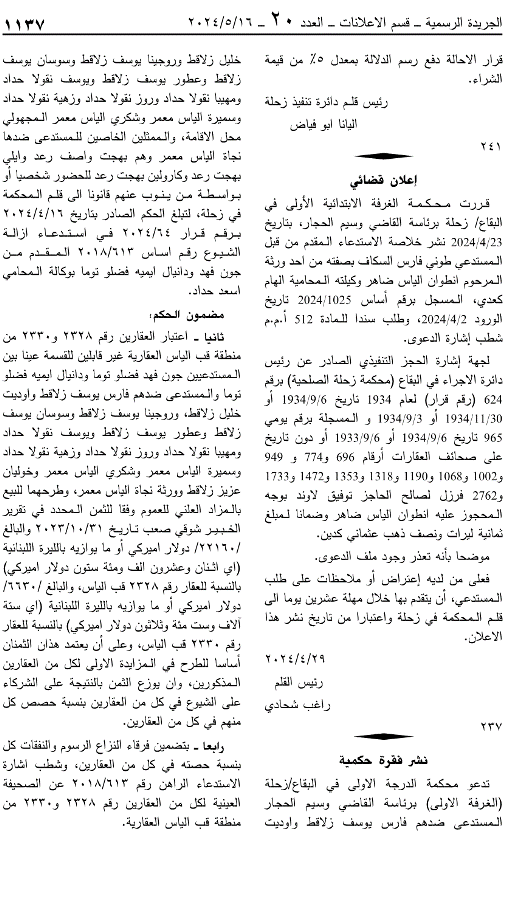 الجريدة الرسمية ــ قسم الاعلانات ــ العدد ٢٠ ــ ٢٠٢٤/٥/١٦
١١٣٧
قرار الاحالة دفع رسم الدلالة بمعدل ٥٪ من قيمة
الشراء.
رئيس قلم دائرة تنفيذ زحلة
اليانا ابو فياض
٢٤١
إعلان قضائي
قررت محكمة الغرفة الابتدائية الأولى في
البقاع/ زحلة برئاسة القاضي وسيم الحجار، بتاريخ
2024/4/23 نشر خلاصة الاستدعاء المقدم من قبل
المستدعي طوني فارس السكاف بصفته من احد ورثة
المرحوم انطوان الياس ضاهر وكيلته المحامية الهام
كعدي، المسجل برقم أساس 2024/1025 تاريخ
الورود 2024/4/2، وطلب سندا للمادة 512 أ.م.م
شطب إشارة الدعوى.
لجهة إشارة الحجز التنفيذي الصادر عن رئيس
دائرة الاجراء في البقاع (محكمة زحلة الصلحية) برقم
624 (رقم قرار) لعام 1934 تاريخ 1934/9/6 أو
1934/11/30 أو 1934/9/3 و المسجلة برقم يومي
965 تاريخ 1934/9/6 أو 1933/9/6 أو دون تاريخ
على صحائف العقارات أرقام 696 و774 و 949
و1002 و1068 و1190 و1318 و1353 و1472 و1733
و2762 فرزل لصالح الحاجز توفيق لاوند بوجه
المحجوز عليه انطوان الياس ضاهر وضمانا لمبلغ
ثمانية ليرات ونصف ذهب عثماني كدين.
موضحا بأنه تعذر وجود ملف الدعوى.
فعلى من لديه إعتراض أو ملاحظات على طلب
المستدعي، أن يتقدم بها خلال مهلة عشرين يوما الى
قلم المحكمة في زحلة واعتبارا من تاريخ نشر هذا
الاعلان.
٢٠٢٤/٤/٢٩
رئيس القلم
راغب شحادي
٢٣٧
نشر فقرة حكمية
تدعو محكمة الدرجة الاولى في البقاع/زحلة
(الغرفة الاولى) برئاسة القاضي وسيم الحجار
المستدعى ضدهم فارس يوسف زلاقط واوديت
خليل زلاقط وروجينا يوسف زلاقط وسوسان يوسف
زلاقط وعطور يوسف زلاقط ويوسف نقولا حداد
ومهيبا نقولا حداد وروز نقولا حداد وزهية نقولا حداد
وسميرة الياس معمر وشكري الياس معمر المجهولي
محل الاقامة، والممثلين الخاصين للمستدعى ضدها
نجاة الياس معمر وهم بهجت واصف رعد وايلي
بهجت رعد وكارولين بهجت رعد للحضور شخصيا أو
بواسطة من ينوب عنهم قانونا الى قلم المحكمة
في زحلة، لتبلغ الحكم الصادر بتاريخ ٢٠٢٤/٤/١٦
برقم قرار ٢٠٢٤/٦٤ في استدعاء ازالة
الشيوع رقم اساس ٢٠١٨/٦١٣ المقدم من
جون فهد ودانيال ايميه فضلو توما بوكالة المحامي
اسعد حداد.
مضمون الحكم:
ثانيا ــ اعتبار العقارين رقم ٢٣٢٨ و٢٣٣٠ من
منطقة قب الياس العقارية غير قابلين للقسمة عينا بين
المستدعيين جون فهد فضلو توما ودانيال ايميه فضلو
توما والمستدعى ضدهم فارس يوسف زلاقط واوديت
خليل زلاقط، وروجينا يوسف زلاقط وسوسان يوسف
زلاقط وعطور يوسف زلاقط ويوسف نقولا حداد
ومهيبا نقولا حداد وروز نقولا حداد وزهية نقولا حداد
وسميرة الياس معمر وشكري الياس معمر وخوليان
عزيز زلاقط وورثة نجاة الياس معمر، وطرحهما للبيع
بالمزاد العلني للعموم وفقا للثمن المحدد في تقرير
الخبير شوقي صعب تاريخ ٢٠٢٣/١٠/٣١ والبالغ
/٢٢١٦٠/ دولار اميركي أو ما يوازيه بالليرة اللبنانية
(اي اثنان وعشرون الف ومئة ستون دولار اميركي)
بالنسبة للعقار رقم ٢٣٢٨ قب الياس، والبالغ /٦٦٣٠/
دولار اميركي أو ما يوازيه بالليرة اللبنانية (اي ستة
آلاف وست مئة وثلاثون دولار اميركي) بالنسبة للعقار
رقم ٢٣٣٠ قب الياس، وعلى أن يعتمد هذان الثمنان
أساسا للطرح في المزايدة الاولى لكل من العقارين
المذكورين، وان يوزع الثمن بالنتيجة على الشركاء
على الشيوع في كل من العقارين بنسبة حصص كل
منهم في كل من العقارين.
رابعا ــ بتضمين فرقاء النزاع الرسوم والنفقات كل
بنسبة حصته في كل من العقارين، وشطب اشارة
الاستدعاء الراهن رقم ٢٠١٨/٦١٣ عن الصحيفة
العينية لكل من العقارين رقم ٢٣٢٨ و٢٣٣٠ من
منطقة قب الياس العقارية.